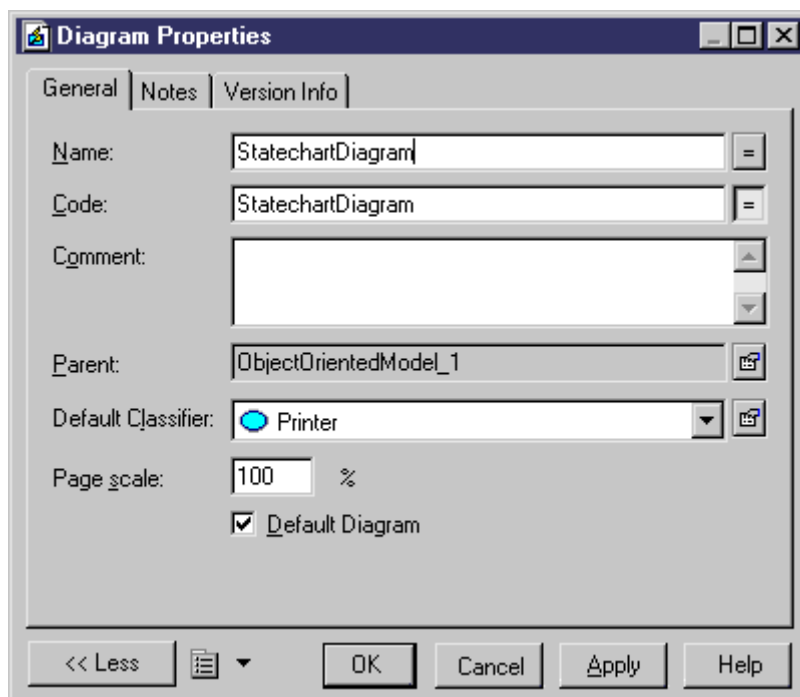 Diagram Properties
General Notes Version Info
Name: StatechartDiagram =
Code: StatechartDiagram =
Comment:
Parent: ObjectOrientedModel_1
Default Classifier: Printer
Page scale: 100 %
Default Diagram
<< Less OK Cancel Apply Help